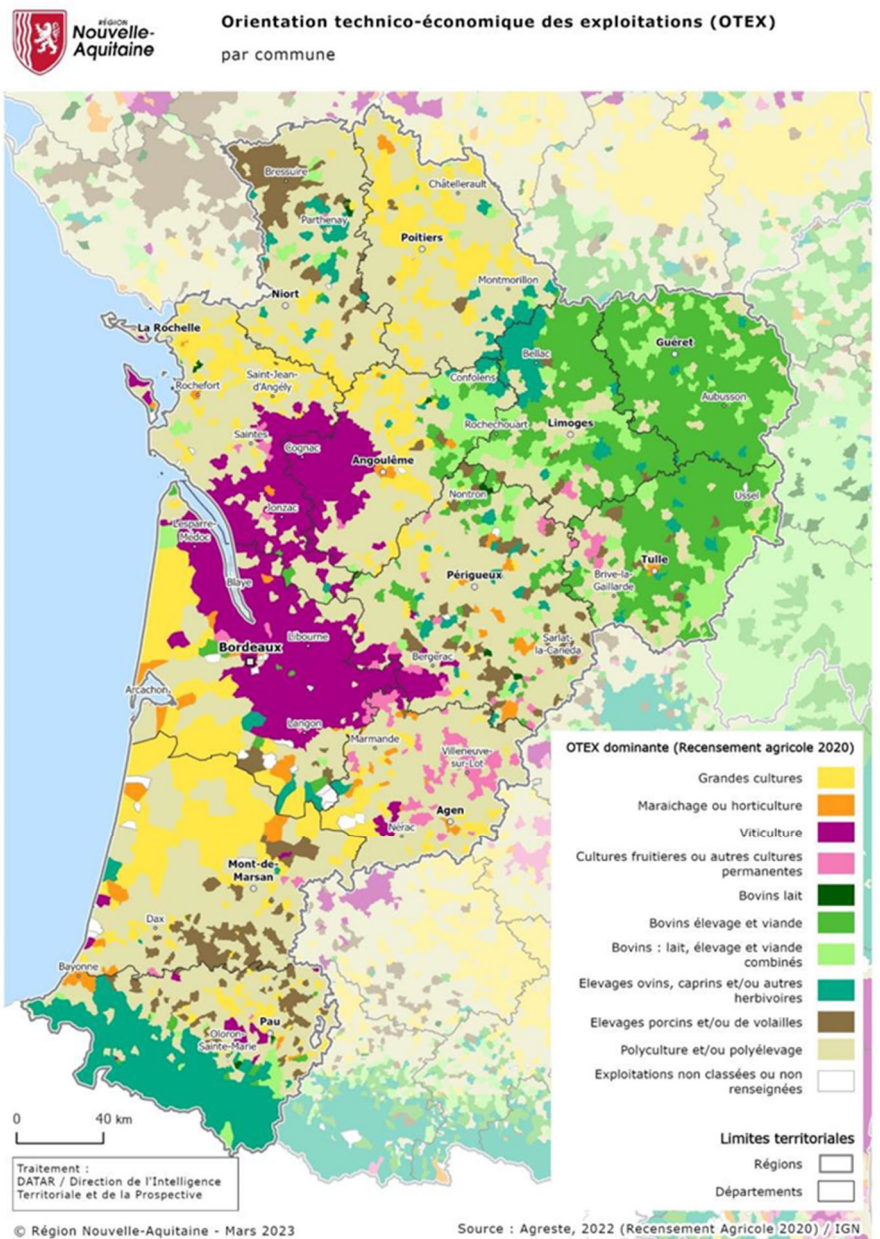 RÉGION
Nouvelle-
Aquitaine
Orientation technico-économique des exploitations (OTEX)
par commune
Bressuire
Châtellerault
Parthenay
Poitiers
Montmorillon
Niort
La Rochelle
Guéret
Bellac
Saint-Jean-
d'Angély
Confolens
Rochefort
Aubusson
Rochechouart
Limoges
Saintes
Cognac
Angoulême
Nontron
Ussel
Jonzac
Lesparre-
Médoc
Tulle
Périgueux
Brive-la-
Gaillarde
Blaye
Libourne
Sarlat-
la-Canéda
Bordeaux
Bergerac
Arcachon
Langon
Marmande
Villeneuve-
sur-Lot
Agen
Nérac
Mont-de-
Marsan
Dax
Bayonne
Pau
Oloron-
Sainte-Marie
OTEX dominante (Recensement agricole 2020)
Grandes cultures
Maraichage ou horticulture
Viticulture
Cultures fruitieres ou autres cultures
permanentes
Bovins lait
Bovins élevage et viande
Bovins : lait, élevage et viande
combinés
Elevages ovins, caprins et/ou autres
herbivoires
Elevages porcins et/ou de volailles
Polyculture et/ou polyélevage
Exploitations non classées ou non
renseignées
Limites territoriales
Régions
Départements
0 40 km
Traitement :
DATAR / Direction de l'Intelligence
Territoriale et de la Prospective
© Région Nouvelle-Aquitaine - Mars 2023
Source : Agreste, 2022 (Recensement Agricole 2020) / IGN